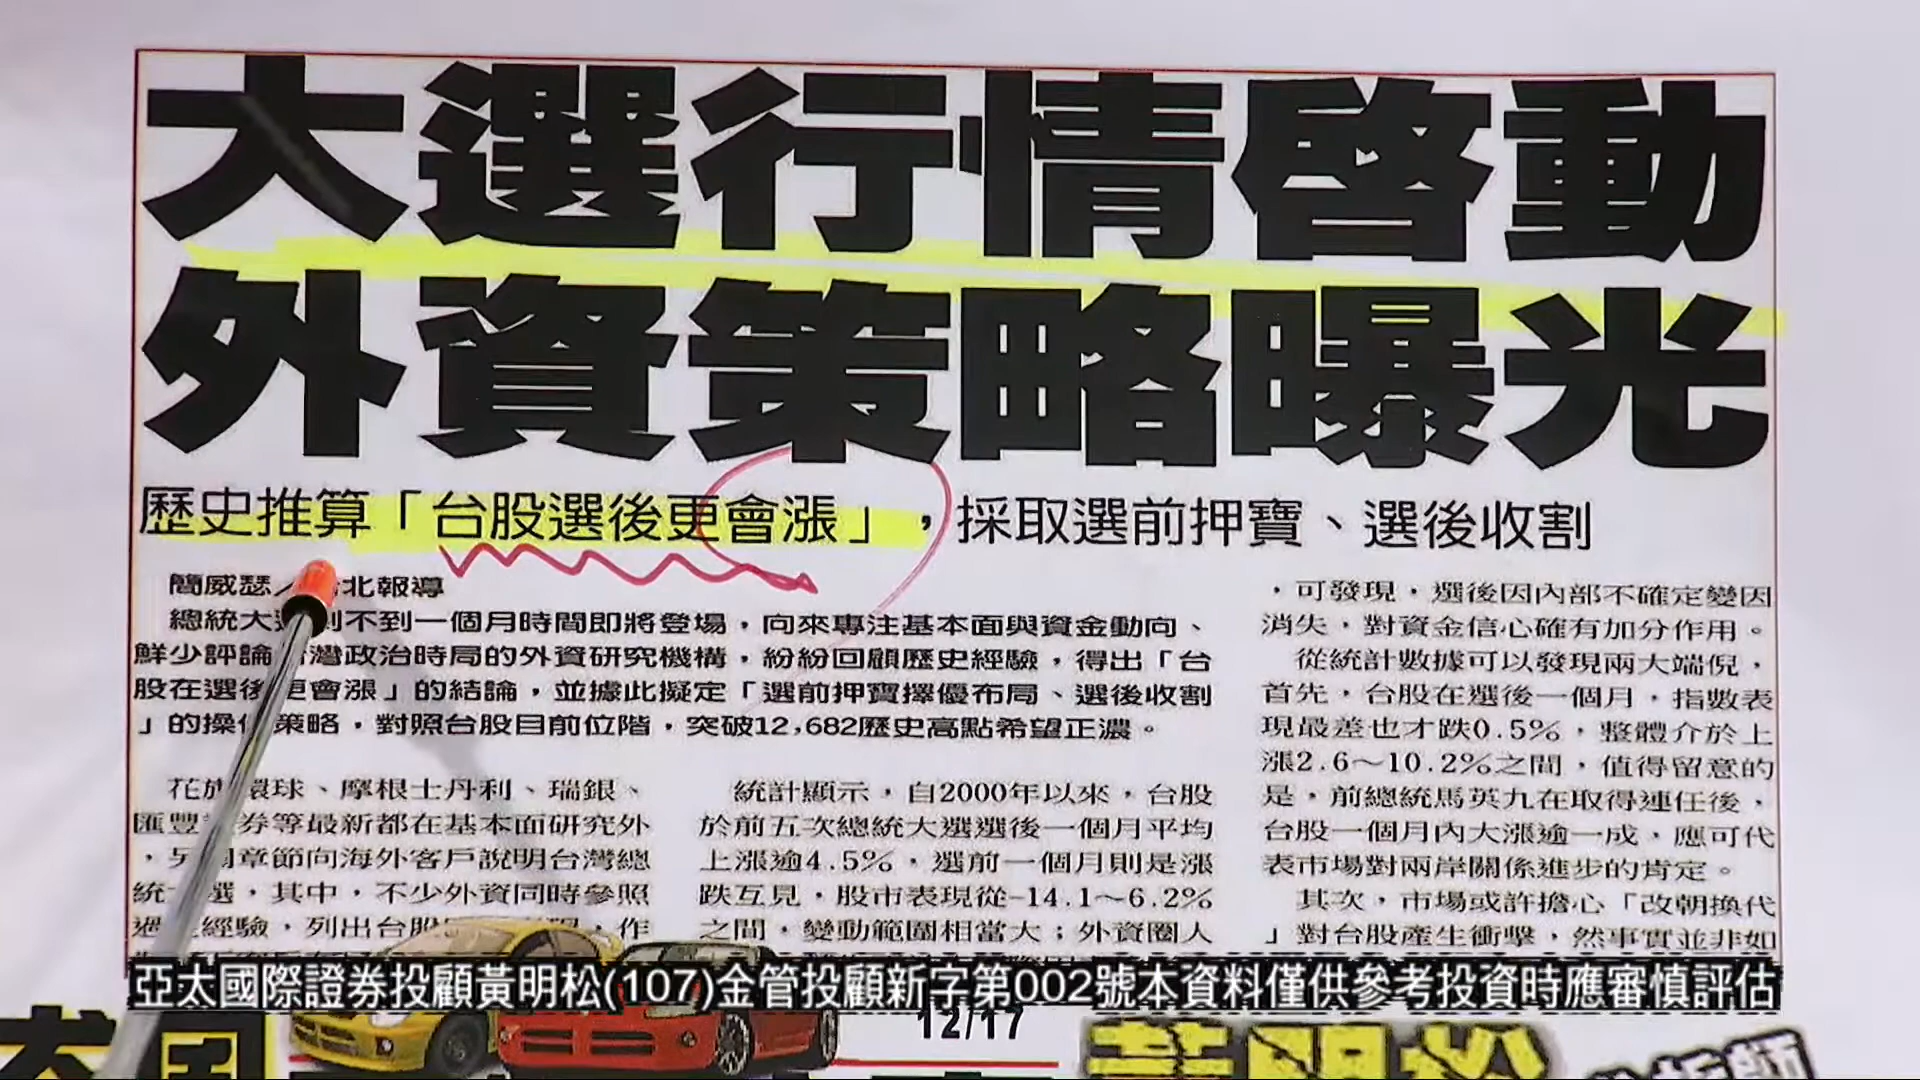 大選行情啓動
外資策略曝光
歷史推算「台股選後更會漲」，採取選前押寶、選後收割
簡威瑟／台北報導
總統大選剩不到一個月時間即將登場，向來專注基本面與資金動向、
鮮少評論台灣政治時局的外資研究機構，紛紛回顧歷史經驗，得出「台
股在選後更會漲」的結論，並據此擬定「選前押寶擇優布局、選後收割
」的操作策略，對照台股目前位階，突破12,682歷史高點希望正濃。
花旗環球、摩根士丹利、瑞銀、
匯豐證券等最新都在基本面研究外
，另闢章節向海外客戶說明台灣總
統大選，其中，不少外資同時參照
過去經驗，列出台股
，作
統計顯示，自2000年以來，台股
於前五次總統大選選後一個月平均
上漲逾4.5%，選前一個月則是漲
跌互見，股市表現從-14.1～6.2%
之間，變動範圍相當大；外資圈人
，可發現，選後因內部不確定變因
消失，對資金信心確有加分作用。
從統計數據可以發現兩大端倪，
首先，台股在選後一個月，指數表
現最差也才跌0.5%，整體介於上
漲2.6～10.2%之間，值得留意的
是，前總統馬英九在取得連任後，
台股一個月內大漲逾一成，應可代
表市場對兩岸關係進步的肯定。
其次，市場或許擔心「改朝換代
」對台股產生衝擊，然事實並非如
亞太國際證券投顧黃明松(107)金管投顧新字第002號本資料僅供參考投資時應審慎評估
12/17
黃明松 分析師